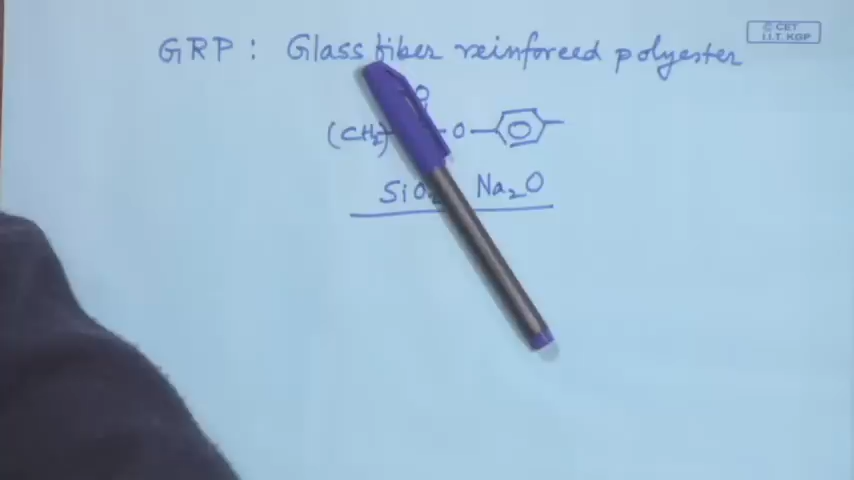 © CET
I.I.T. KGP
GRP : Glass fiber reinforced polyester
O
(CH₂) O
SiO₂ Na₂O